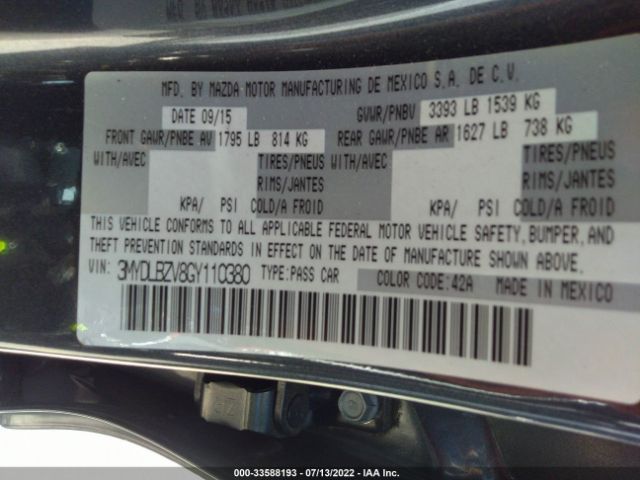 MFD. BY MAZDA MOTOR MANUFACTURING DE MEXICO S.A. DE C.V.
DATE 09/15 GVWR/PNBV 3393 LB 1539 KG
FRONT GAWR/PNBE AV 1795 LB 814 KG REAR GAWR/PNBE AR 1627 LB 738 KG
WITH/AVEC TIRES/PNEUS WITH/AVEC TIRES/PNEUS
RIMS/JANTES RIMS/JANTES
KPA/ PSI COLD/A FROID KPA/ PSI COLD/A FROID
THIS VEHICLE CONFORMS TO ALL APPLICABLE FEDERAL MOTOR VEHICLE SAFETY, BUMPER, AND
THEFT PREVENTION STANDARDS IN EFFECT ON THE DATE OF MANUFACTURE SHOWN ABOVE.
VIN: 3MYDLBZV8GY110380 TYPE:PASS CAR COLOR CODE:42A MADE IN MEXICO
000-33588193 - 07/13/2022 - IAA Inc.